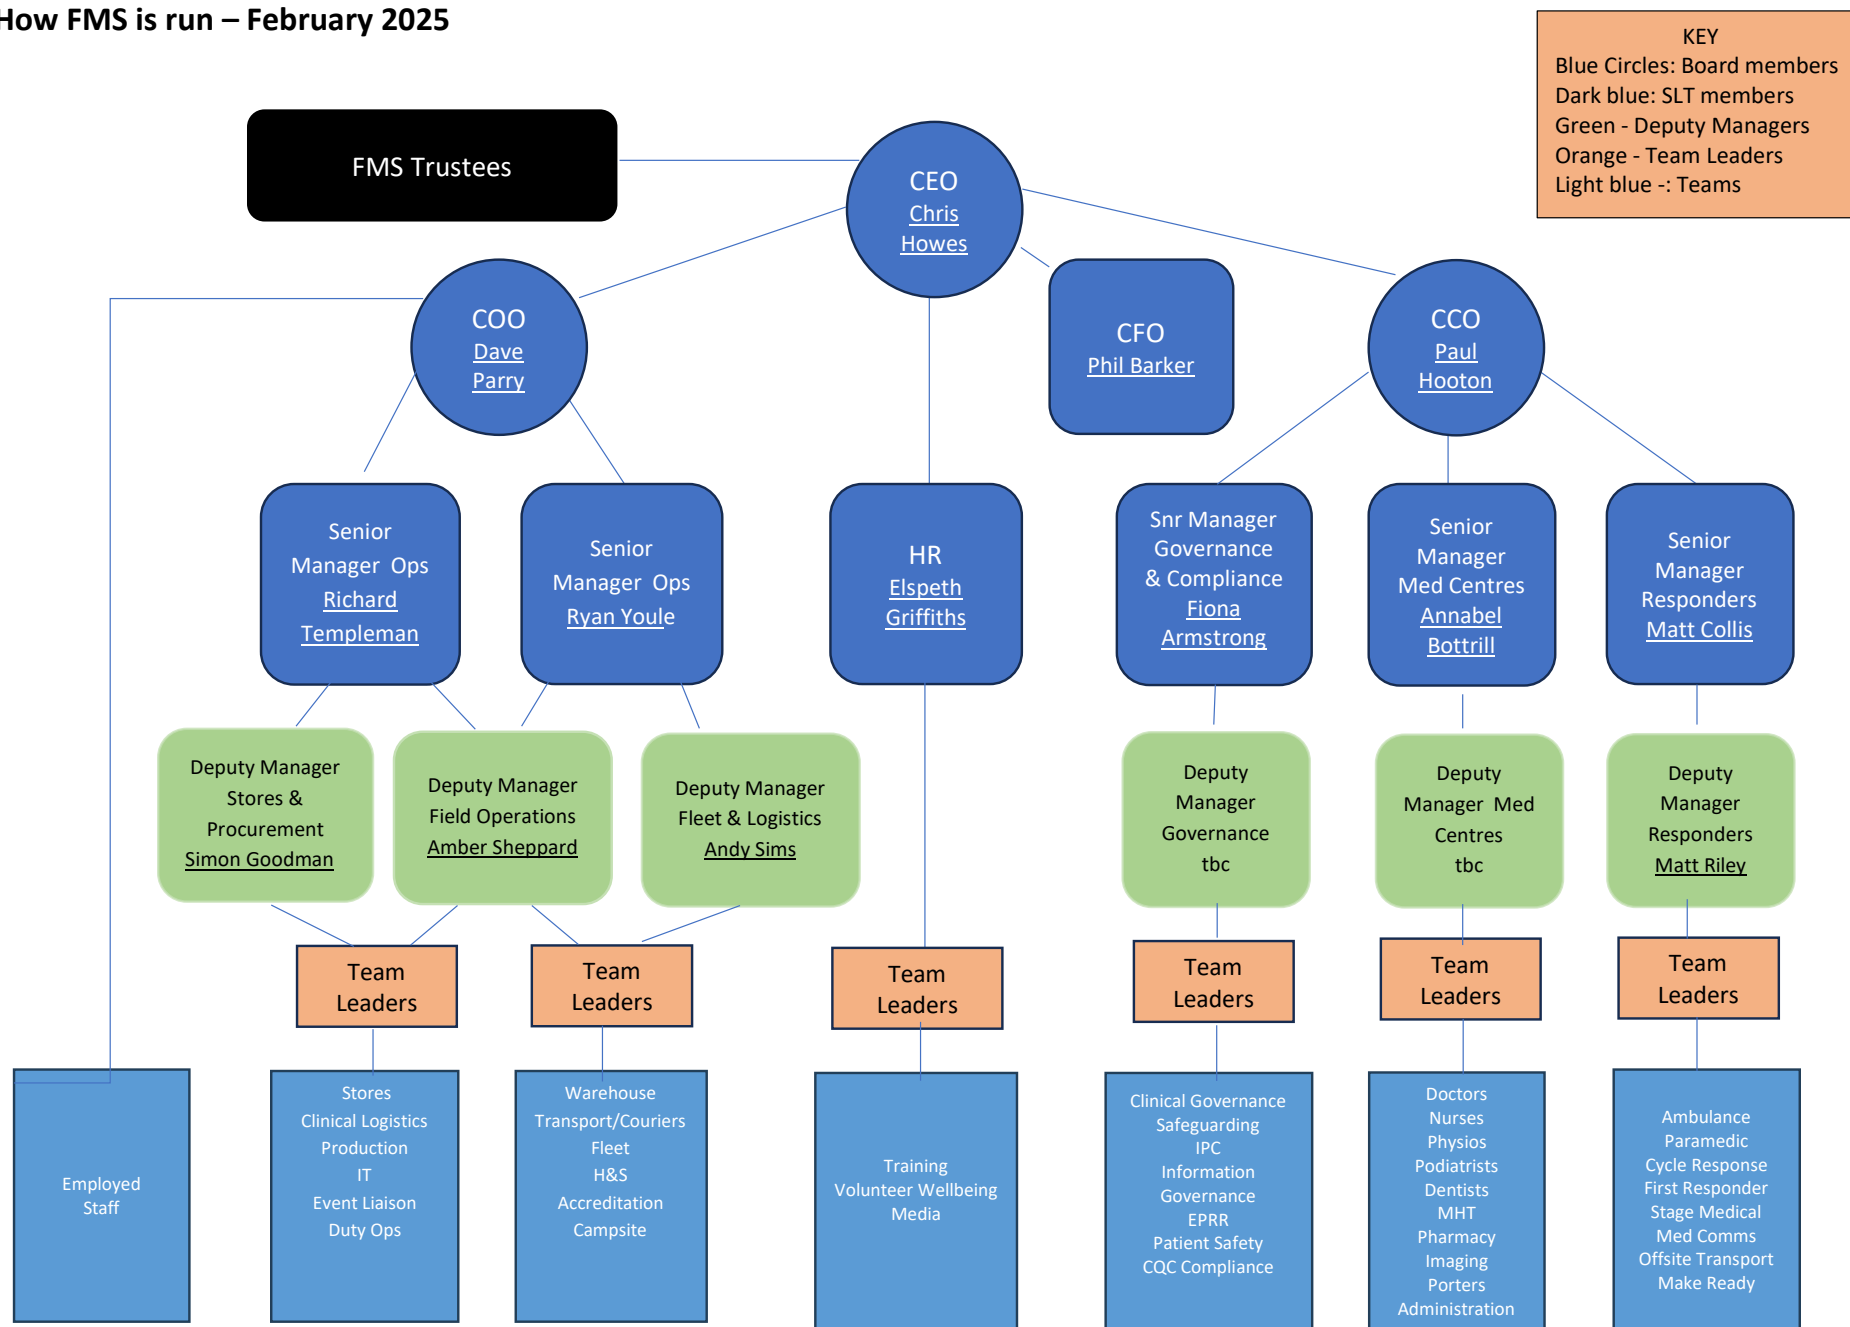 How FMS is run – February 2025
KEY
Blue Circles: Board members
Dark blue: SLT members
Green - Deputy Managers
Orange - Team Leaders
Light blue -: Teams
FMS Trustees
CEO
Chris
Howes
COO
Dave
Parry
CFO
Phil Barker
CCO
Paul
Hooton
Senior
Manager Ops
Richard
Templeman
Senior
Manager Ops
Ryan Youle
HR
Elspeth
Griffiths
Snr Manager
Governance
& Compliance
Fiona
Armstrong
Senior
Manager
Med Centres
Annabel
Bottrill
Senior
Manager
Responders
Matt Collis
Deputy Manager
Stores &
Procurement
Simon Goodman
Deputy Manager
Field Operations
Amber Sheppard
Deputy Manager
Fleet & Logistics
Andy Sims
Deputy
Manager
Governance
tbc
Deputy
Manager Med
Centres
tbc
Deputy
Manager
Responders
Matt Riley
Team
Leaders
Team
Leaders
Team
Leaders
Team
Leaders
Team
Leaders
Team
Leaders
Employed
Staff
Stores
Clinical Logistics
Production
IT
Event Liaison
Duty Ops
Warehouse
Transport/Couriers
Fleet
H&S
Accreditation
Campsite
Training
Volunteer Wellbeing
Media
Clinical Governance
Safeguarding
IPC
Information
Governance
EPRR
Patient Safety
CQC Compliance
Doctors
Nurses
Physios
Podiatrists
Dentists
MHT
Pharmacy
Imaging
Porters
Administration
Ambulance
Paramedic
Cycle Response
First Responder
Stage Medical
Med Comms
Offsite Transport
Make Ready